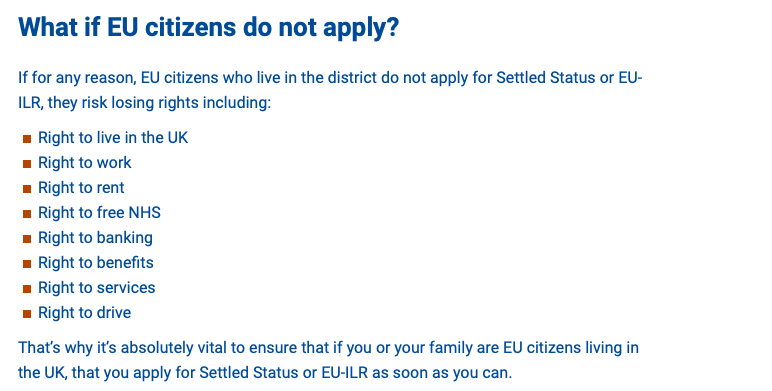 What if EU citizens do not apply?
If for any reason, EU citizens who live in the district do not apply for Settled Status or EU-
ILR, they risk losing rights including:
Right to live in the UK
Right to work
Right to rent
Right to free NHS
Right to banking
Right to benefits
Right to services
Right to drive
That’s why it’s absolutely vital to ensure that if you or your family are EU citizens living in
the UK, that you apply for Settled Status or EU-ILR as soon as you can.